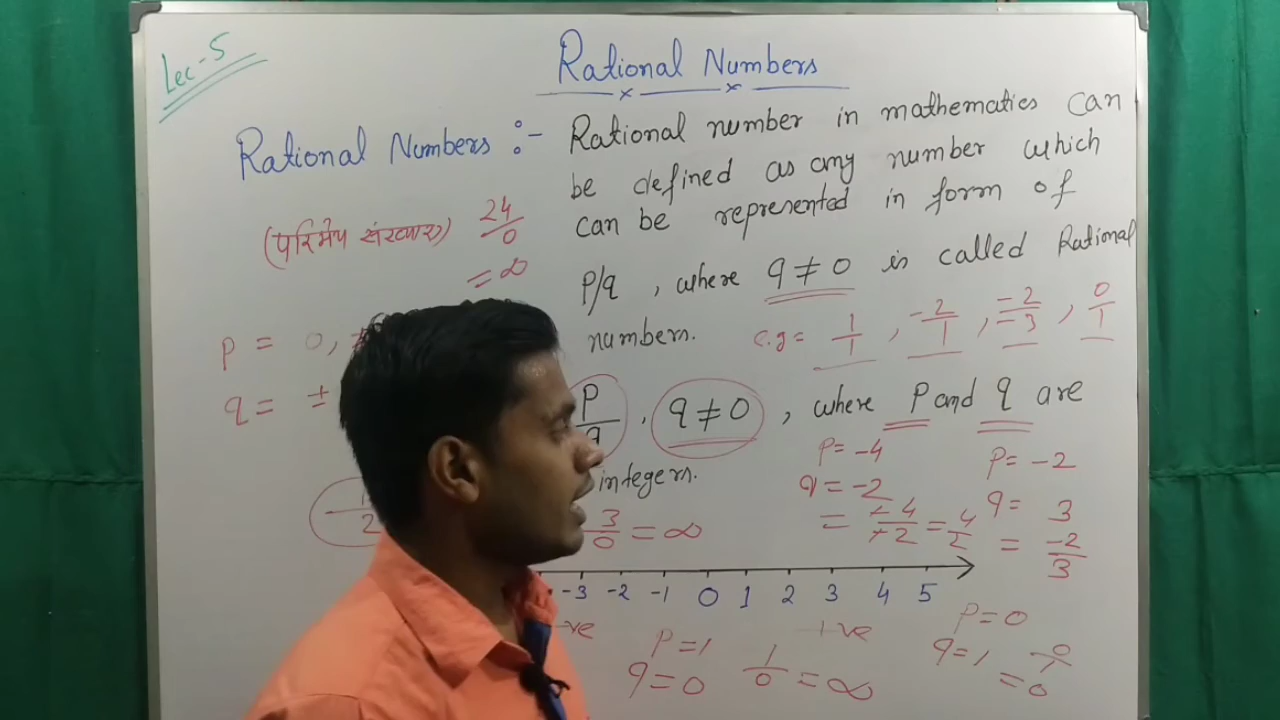 Lec-5
Rational Numbers
Rational Numbers :- Rational number in mathematics can
be defined as any number which
(परिमेय संख्याए) 24/0 can be represented in form of
= ∞
p/q , where q ≠ 0 is called Rational
numbers. e.g = 1/1 , -2/1 , -2/-3 , 0/1
p = 0,
q = ±
P/q , q ≠ 0 , where P and q are
integers.
P = -4
q = -2
= -4/-2 = 4/2
P = -2
q = 3
= -2/3
-1/2
3/0 = ∞
-3 -2 -1 0 1 2 3 4 5
-ve +ve
P = 1
q = 0
1/0 = ∞
P = 0
q = 1 0/1
= 0